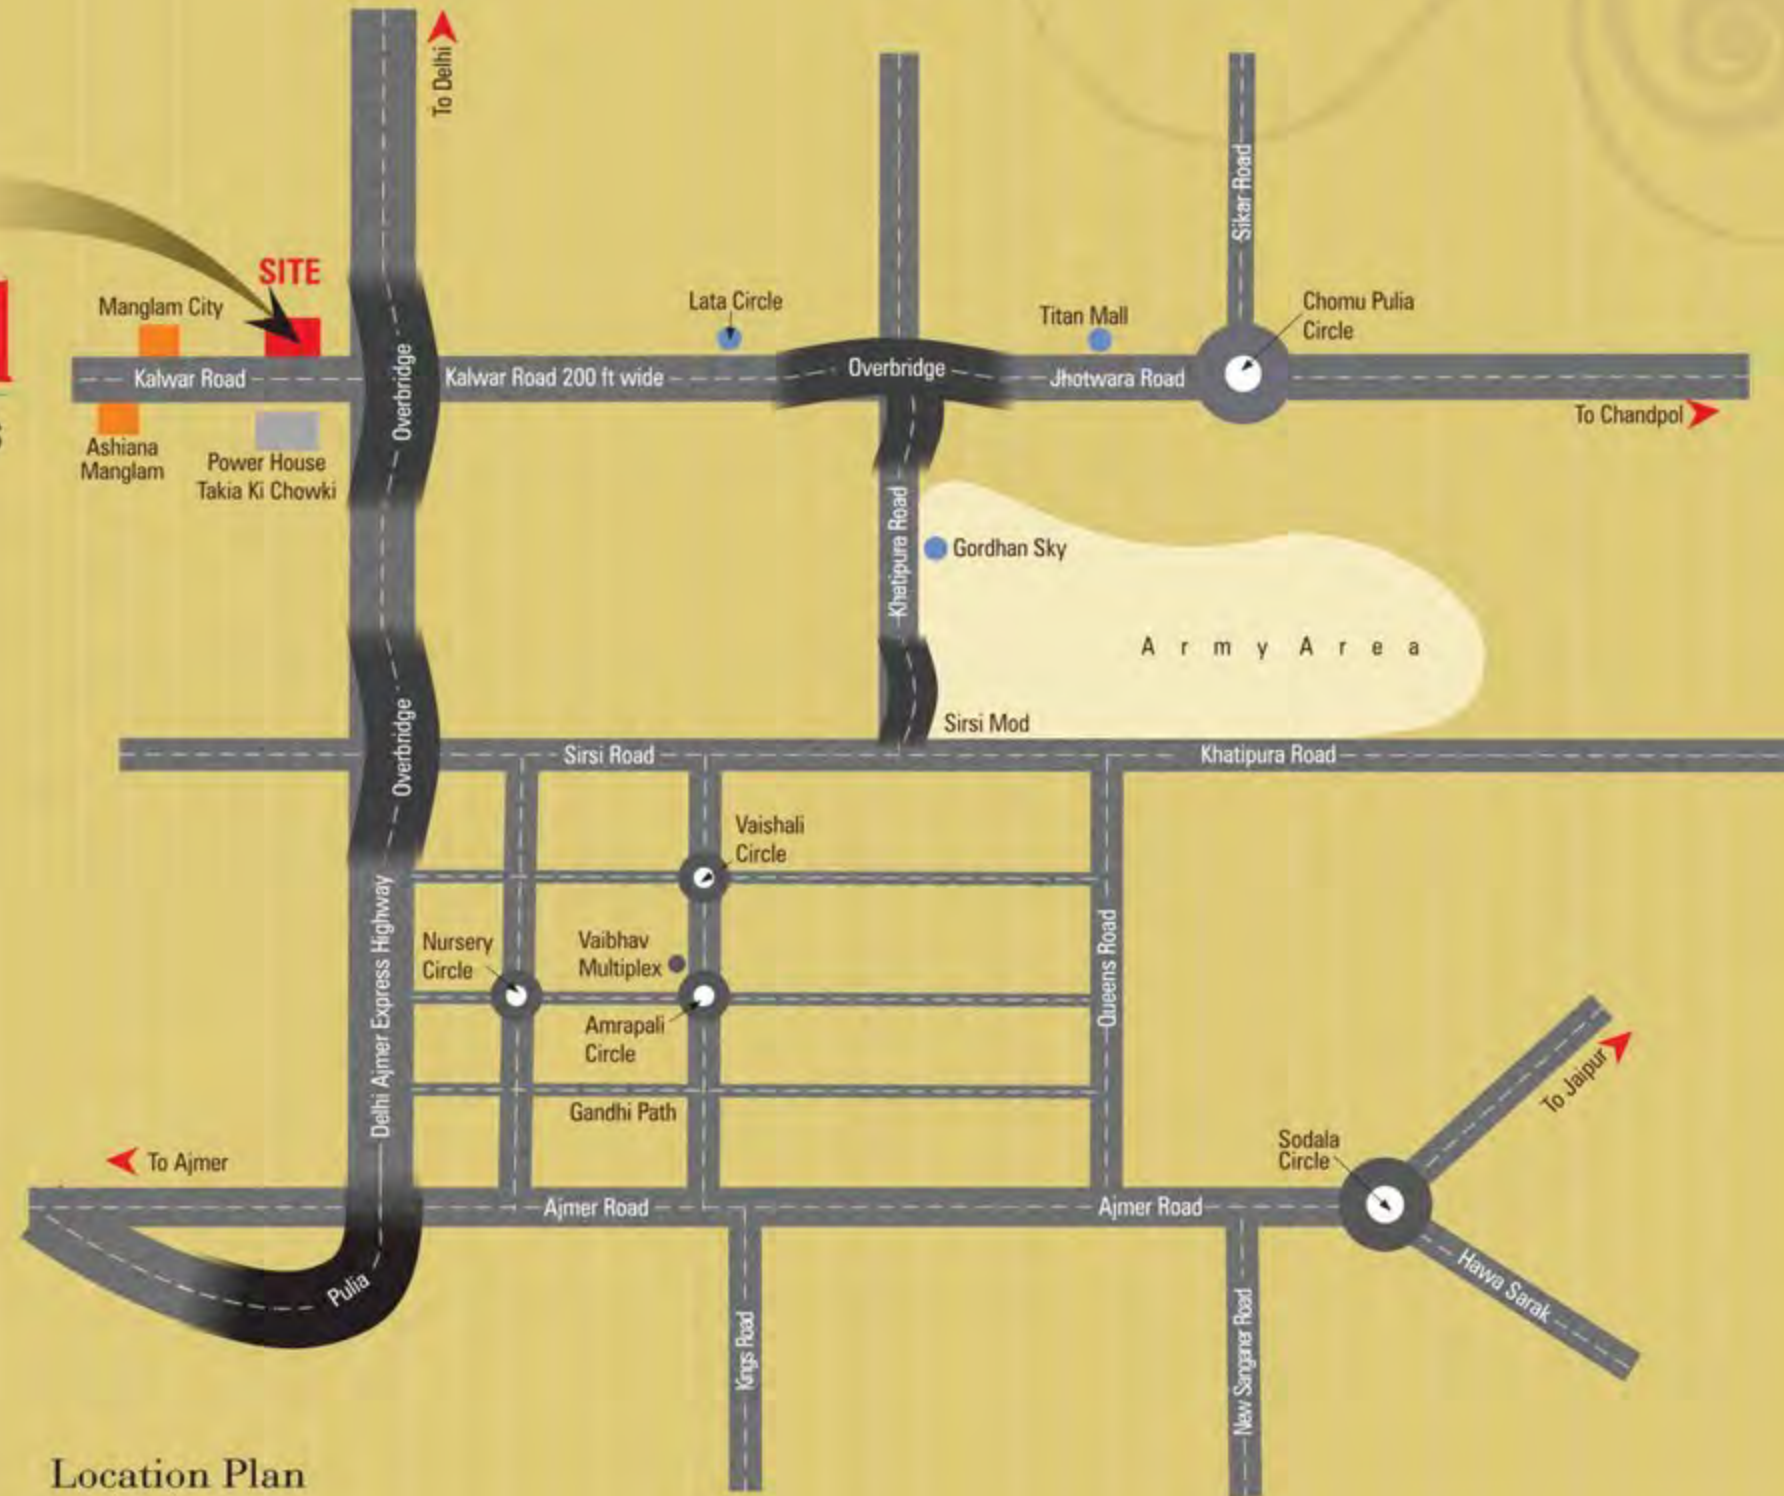 To Delhi
Sikar Road
SITE
Manglam City
Lata Circle
Titan Mall
Chomu Pulia
Circle
Kalwar Road
Overbridge
Kalwar Road 200 ft wide
Overbridge
Jhotwara Road
To Chandpol
Ashiana
Manglam
Power House
Takia Ki Chowki
Khatipura Road
Gordhan Sky
Army Area
Sirsi Mod
Overbridge
Sirsi Road
Khatipura Road
Vaishali
Circle
Delhi Ajmer Express Highway
Nursery
Circle
Vaibhav
Multiplex
Queens Road
Amrapali
Circle
Gandhi Path
To Jaipur
Sodala
Circle
To Ajmer
Ajmer Road
Ajmer Road
Pulia
Hawa Sarak
Kings Road
New Sanganer Road
Location Plan